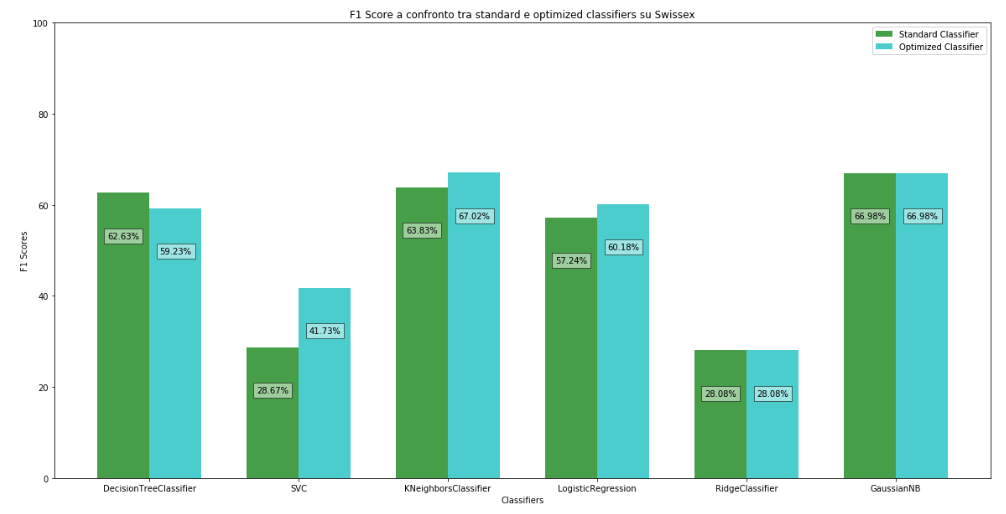 F1 Score a confronto tra standard e optimized classifiers su Swissex
Standard Classifier
Optimized Classifier
F1 Scores
100
80
60
40
20
0
62.63%
59.23%
28.67%
41.73%
63.83%
67.02%
57.24%
60.18%
28.08%
28.08%
66.98%
66.98%
DecisionTreeClassifier
SVC
KNeighborsClassifier
LogisticRegression
RidgeClassifier
GaussianNB
Classifiers